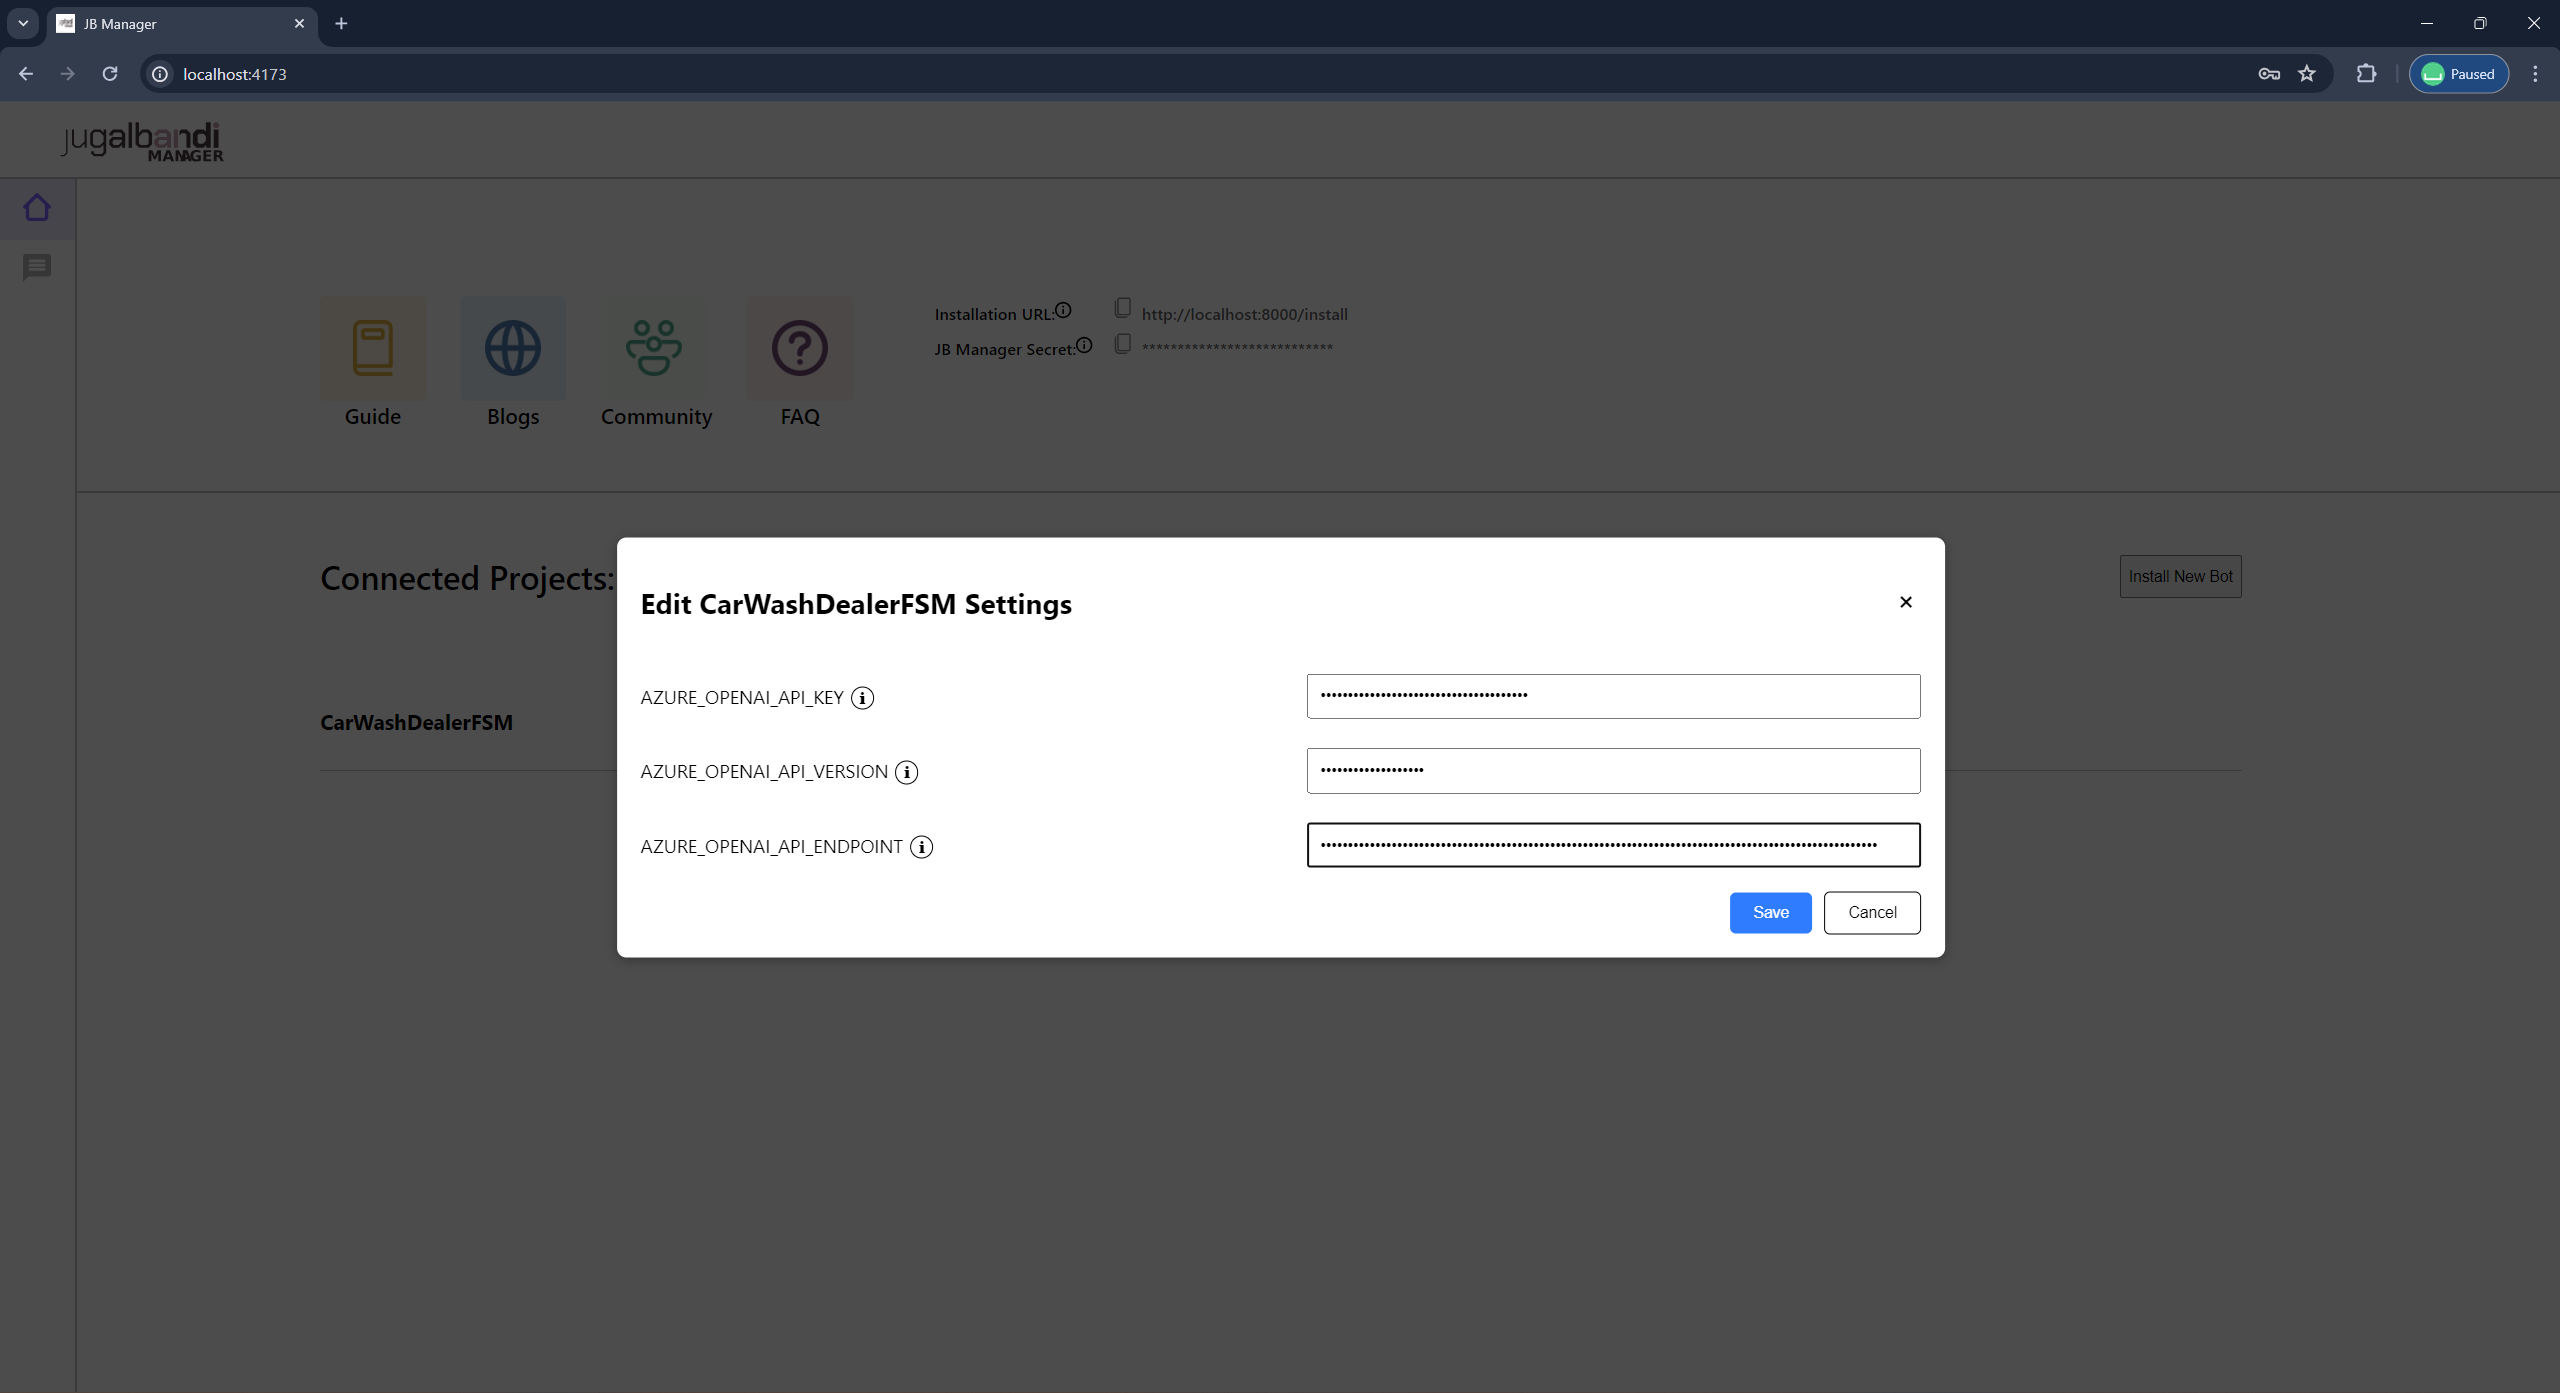 JB Manager
localhost:4173
Paused
jugalbandi
MANAGER
Installation URL: http://localhost:8000/install
JB Manager Secret: ***************************
Guide Blogs Community FAQ
Connected Projects:
Install New Bot
Edit CarWashDealerFSM Settings
AZURE_OPENAI_API_KEY
CarWashDealerFSM
AZURE_OPENAI_API_VERSION
AZURE_OPENAI_API_ENDPOINT
Save Cancel